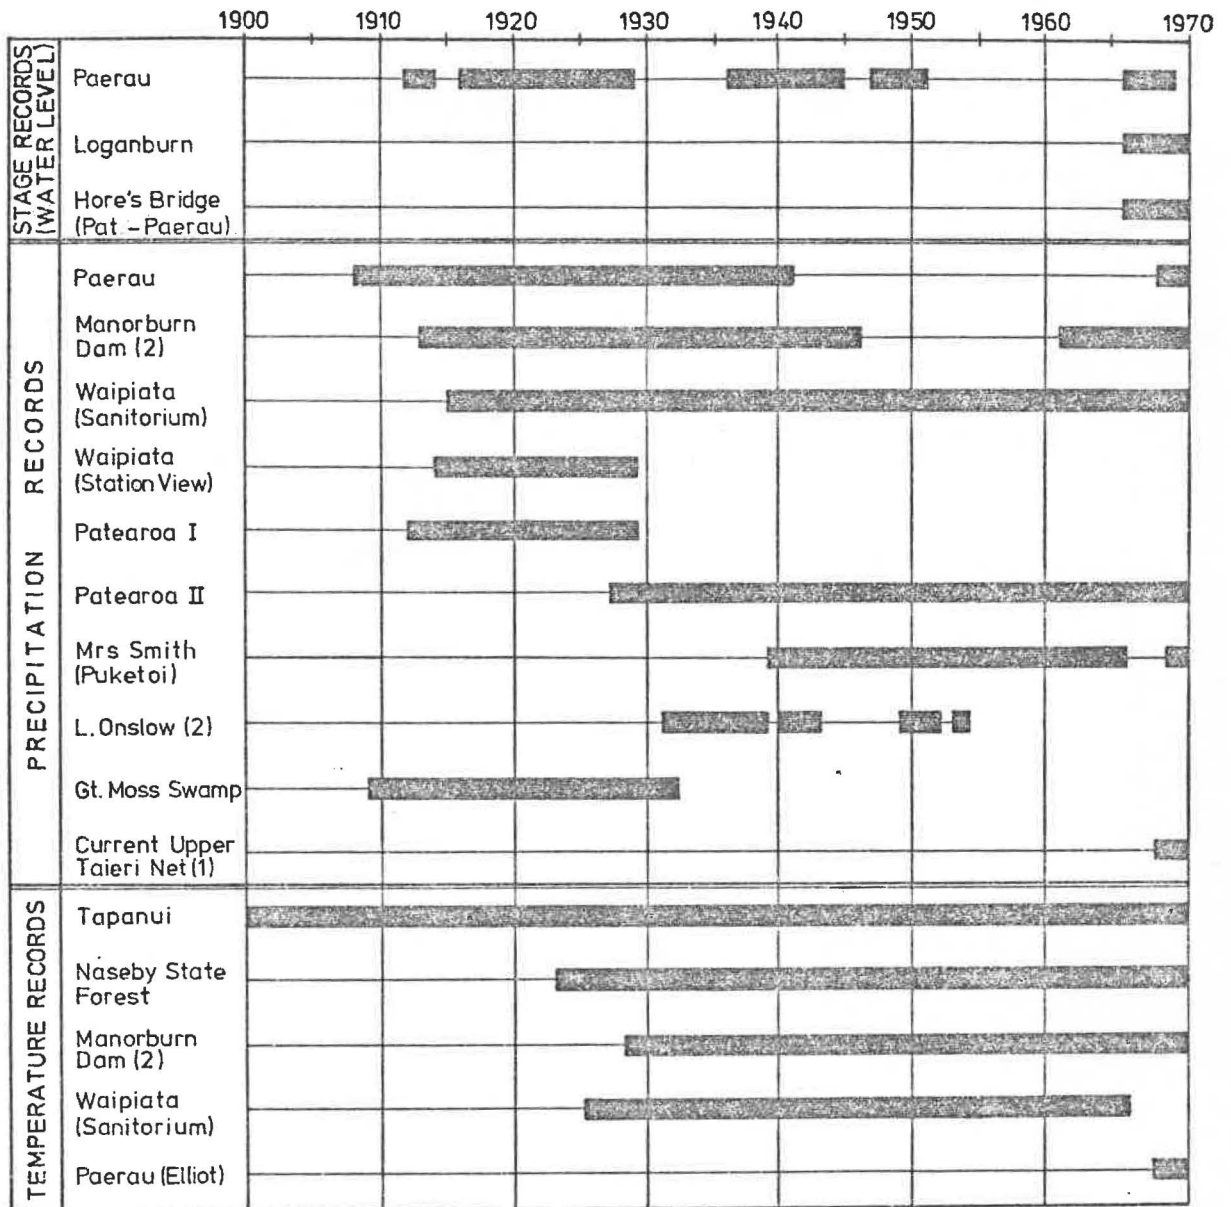 1900 1910 1920 1930 1940 1950 1960 1970
STAGE RECORDS
(WATER LEVEL)
Paerau
Loganburn
Hore's Bridge
(Pat. - Paerau)
PRECIPITATION RECORDS
Paerau
Manorburn
Dam (2)
Waipiata
(Sanitorium)
Waipiata
(Station View)
Patearoa I
Patearoa II
Mrs Smith
(Puketoi)
L. Onslow (2)
Gt. Moss Swamp
Current Upper
Taieri Net (1)
TEMPERATURE RECORDS
Tapanui
Naseby State
Forest
Manorburn
Dam (2)
Waipiata
(Sanitorium)
Paerau (Elliot)